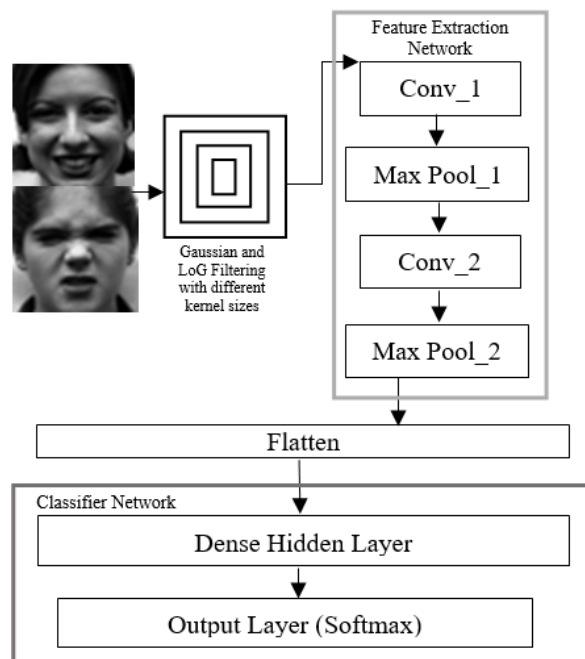 Feature Extraction
Network
Conv_1
Max Pool_1
Conv_2
Max Pool_2
Gaussian and
LoG Filtering
with different
kernel sizes
Flatten
Classifier Network
Dense Hidden Layer
Output Layer (Softmax)